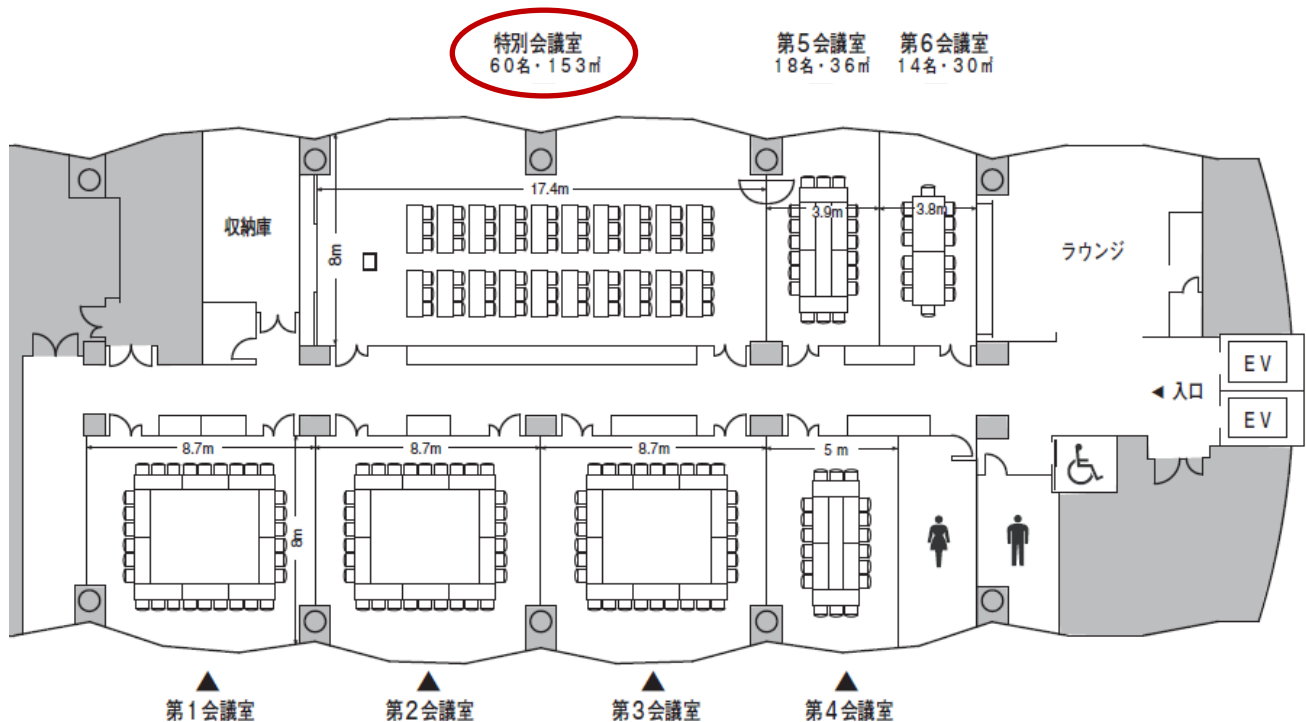 特別会議室
60名・153㎡
第5会議室
18名・36㎡
第6会議室
14名・30㎡
17.4m
3.9m
3.8m
収納庫
8m
ラウンジ
EV
◀ 入口
EV
8.7m
8.7m
8.7m
5 m
8m
第1会議室
第2会議室
第3会議室
第4会議室